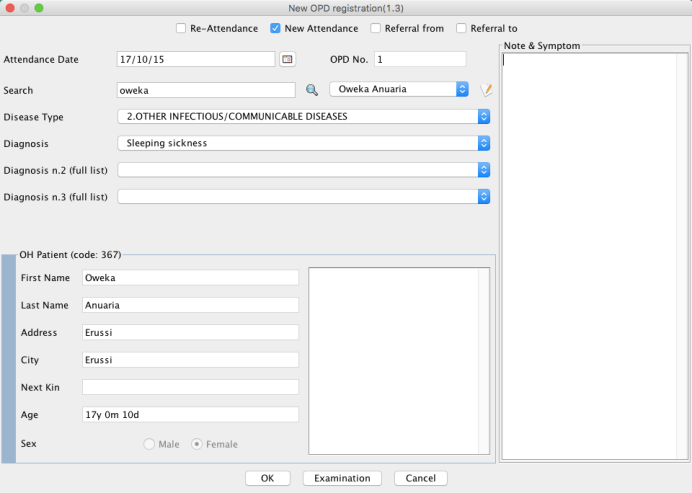 New OPD registration(1.3)
Re-Attendance New Attendance Referral from Referral to
Note & Symptom
Attendance Date 17/10/15 OPD No. 1
Search oweka Oweka Anuaria
Disease Type 2.OTHER INFECTIOUS/COMMUNICABLE DISEASES
Diagnosis Sleeping sickness
Diagnosis n.2 (full list)
Diagnosis n.3 (full list)
OH Patient (code: 367)
First Name Oweka
Last Name Anuaria
Address Erussi
City Erussi
Next Kin
Age 17y 0m 10d
Sex Male Female
OK Examination Cancel